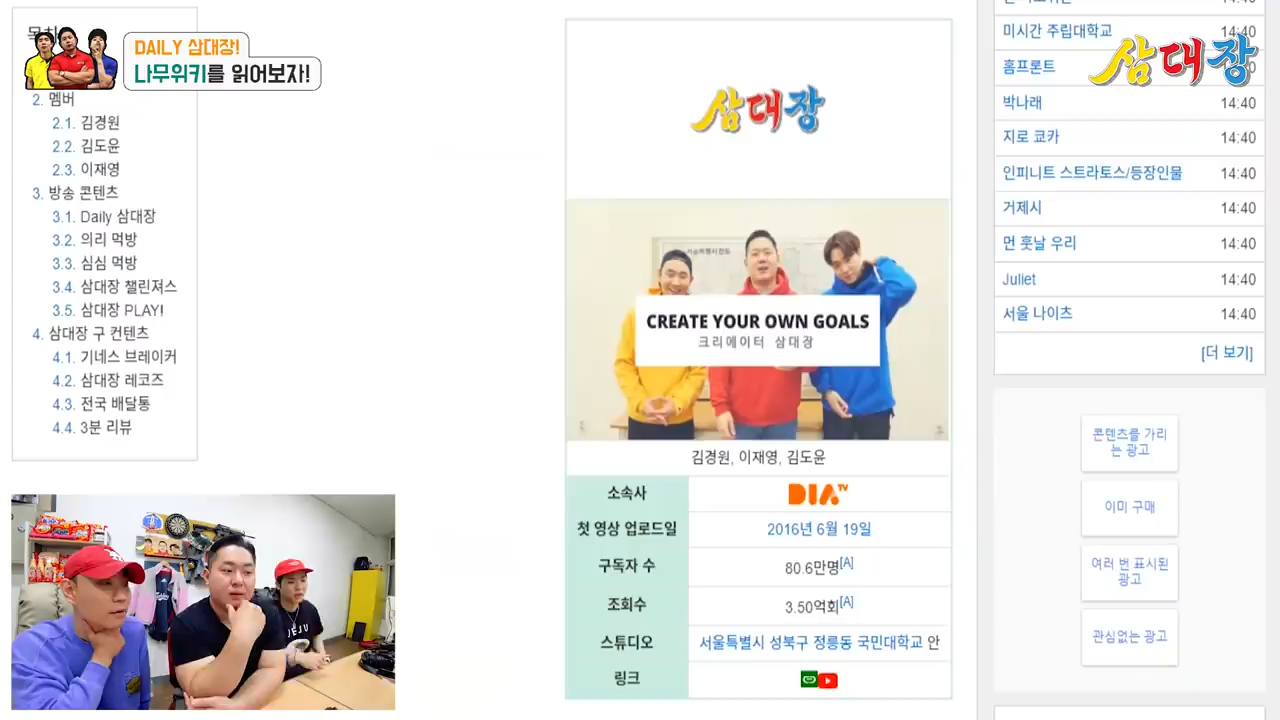 목차
DAILY 삼대장!
나무위키를 읽어보자!
2. 멤버
2.1. 김경원
2.2. 김도윤
2.3. 이재영
3. 방송 콘텐츠
3.1. Daily 삼대장
3.2. 의리 먹방
3.3. 심심 먹방
3.4. 삼대장 챌린져스
3.5. 삼대장 PLAY!
4. 삼대장 구 컨텐츠
4.1. 기네스 브레이커
4.2. 삼대장 레코즈
4.3. 전국 배달통
4.4. 3분 리뷰
삼대장
CREATE YOUR OWN GOALS
크리에이터 삼대장
김경원, 이재영, 김도윤
소속사 DIA TV
첫 영상 업로드일 2016년 6월 19일
구독자 수 80.6만명[A]
조회수 3.50억회[A]
스튜디오 서울특별시 성북구 정릉동 국민대학교 안
링크
미시간 주립대학교 14:40
홈프론트
삼대장
박나래 14:40
지로 쿄카 14:40
인피니트 스트라토스/등장인물 14:40
거제시 14:40
먼 훗날 우리 14:40
Juliet 14:40
서울 나이츠 14:40
[더 보기]
콘텐츠를 가리
는 광고
이미 구매
여러 번 표시된
광고
관심없는 광고